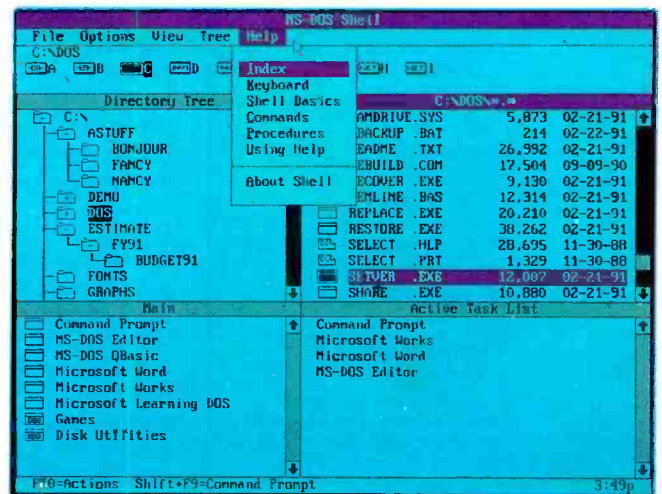 MS-DOS Shell
File Options View Tree Help
C:\DOS
A B C D I
Index
Keyboard
Shell Basics
Commands
Procedures
Using Help
About Shell
Directory Tree
C:\
ASTUFF
BONJOUR
FANCY
NANCY
DEMO
DOS
ESTIMATE
FY91
BUDGET91
FONTS
GRAPHS
C:\DOS\*.*
AMDRIVE.SYS 5,873 02-21-91
BACKUP .BAT 214 02-22-91
EADME .TXT 26,992 02-21-91
EBUILD .COM 17,504 09-09-90
ECOVER .EXE 9,130 02-21-91
EMLINE .BAS 12,314 02-21-91
REPLACE .EXE 20,210 02-21-91
RESTORE .EXE 38,262 02-21-91
SELECT .HLP 28,695 11-30-88
SELECT .PRT 1,329 11-30-88
SETVER .EXE 12,007 02-21-91
SHARE .EXE 10,880 02-21-91
Main
Command Prompt
MS-DOS Editor
MS-DOS QBasic
Microsoft Word
Microsoft Works
Microsoft Learning DOS
Games
Disk Utilities
Active Task List
Command Prompt
Microsoft Works
Microsoft Word
MS-DOS Editor
F10=Actions Shift+F9=Command Prompt 3:49p